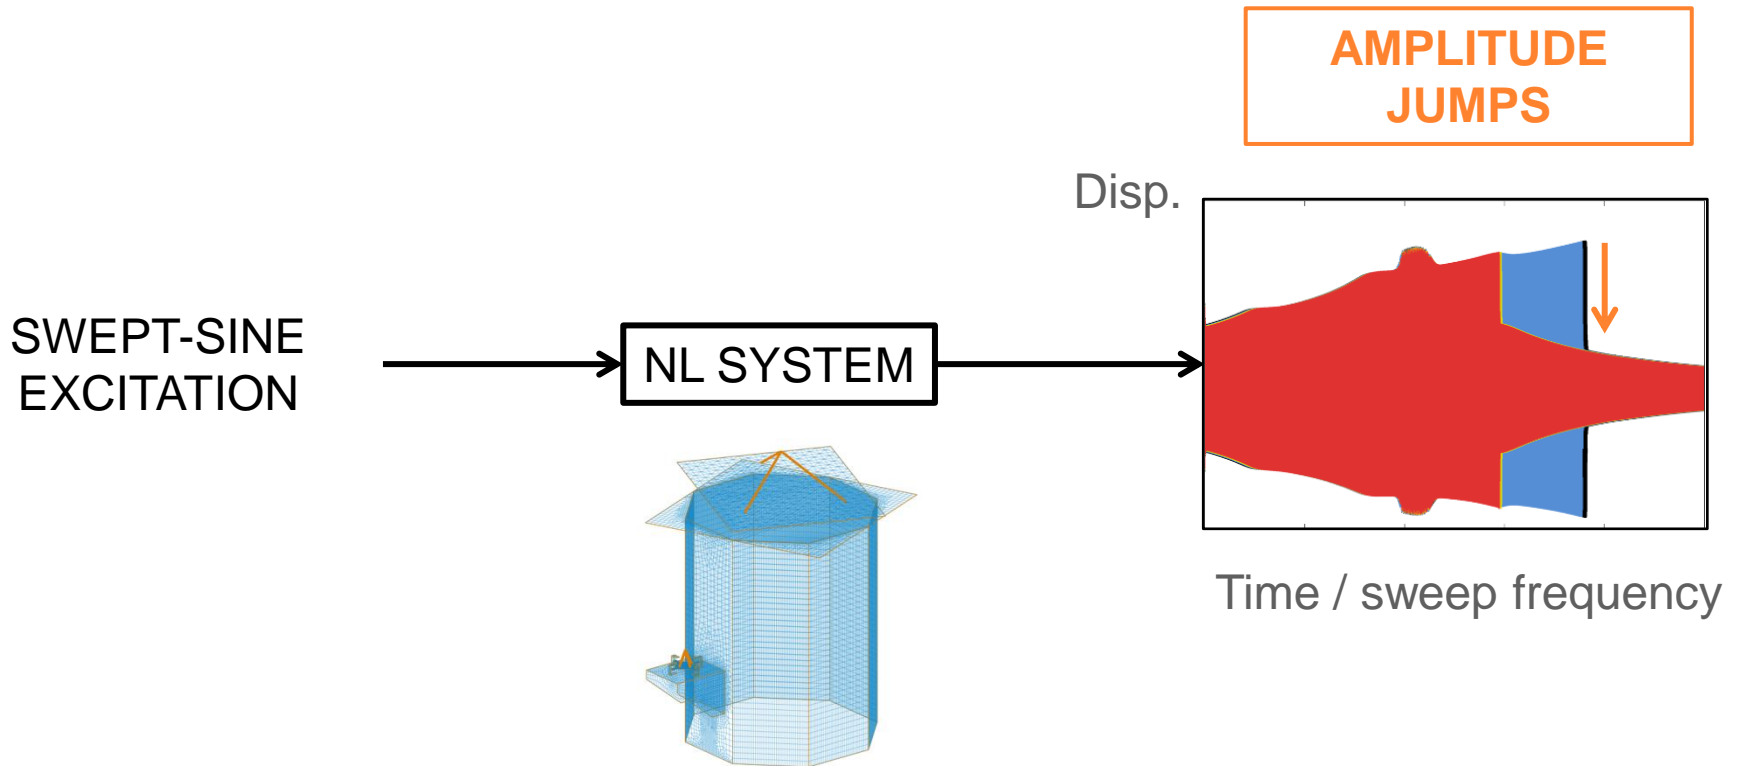 AMPLITUDE
JUMPS
Disp.
SWEPT-SINE
EXCITATION
NL SYSTEM
Time / sweep frequency